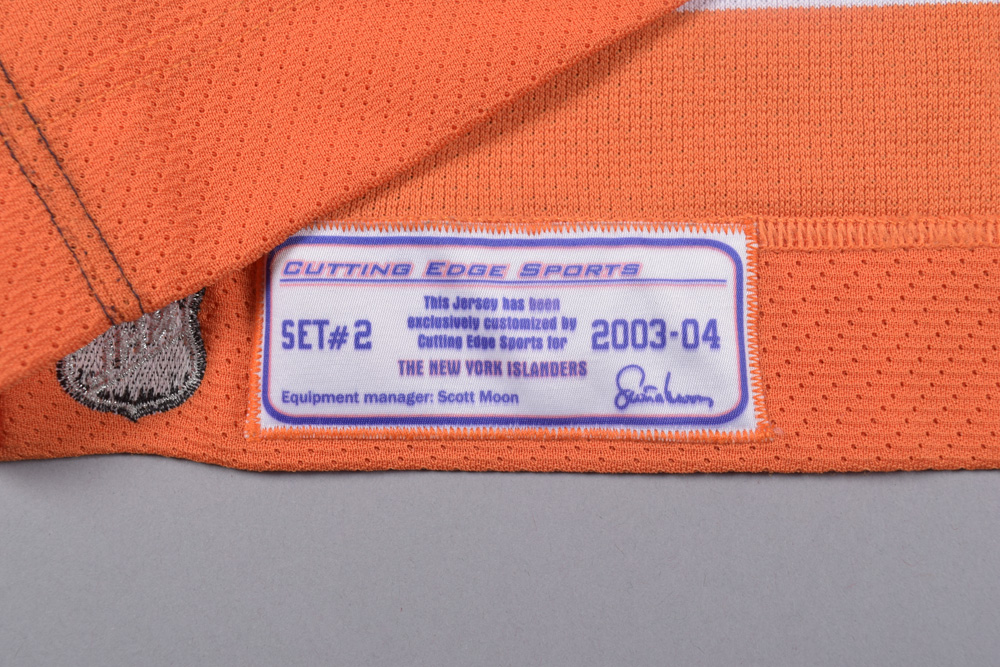 CUTTING EDGE SPORTS
This Jersey has been
exclusively customized by
Cutting Edge Sports for
SET#2
2003-04
THE NEW YORK ISLANDERS
Equipment manager: Scott Moon